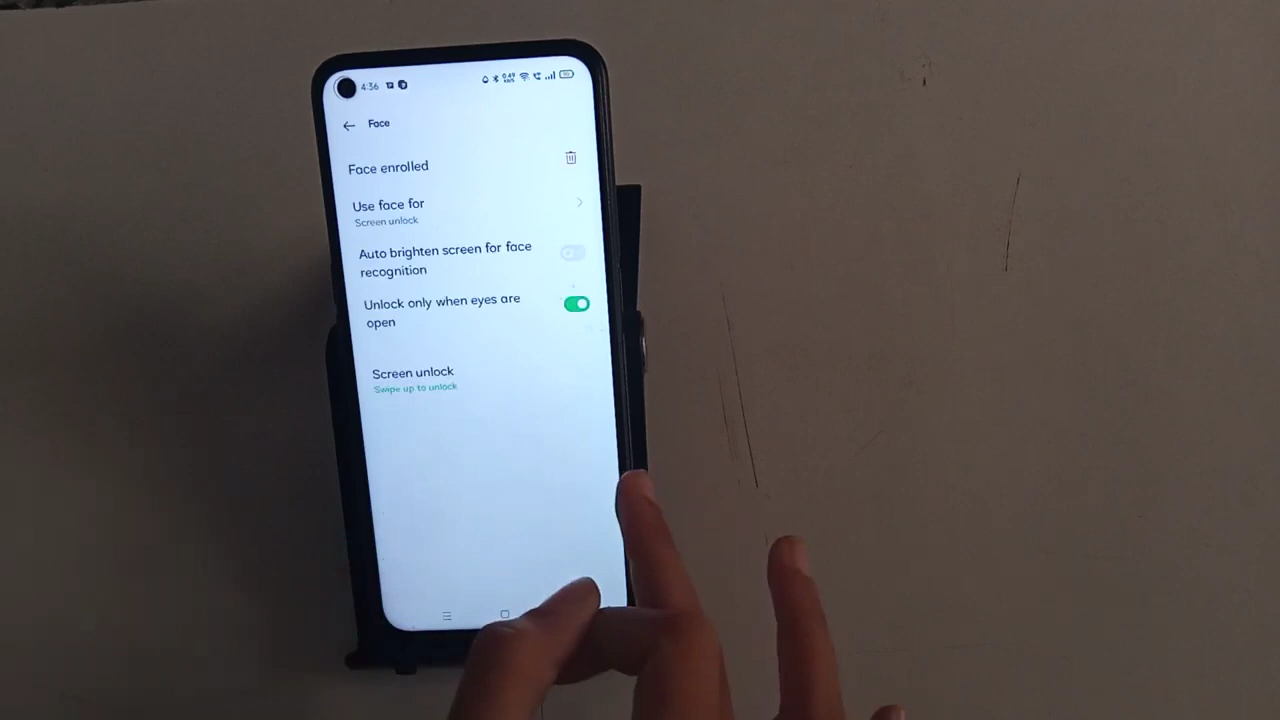 4:36
Face
Face enrolled
Use face for
Screen unlock
Auto brighten screen for face
recognition
Unlock only when eyes are
open
Screen unlock
Swipe up to unlock